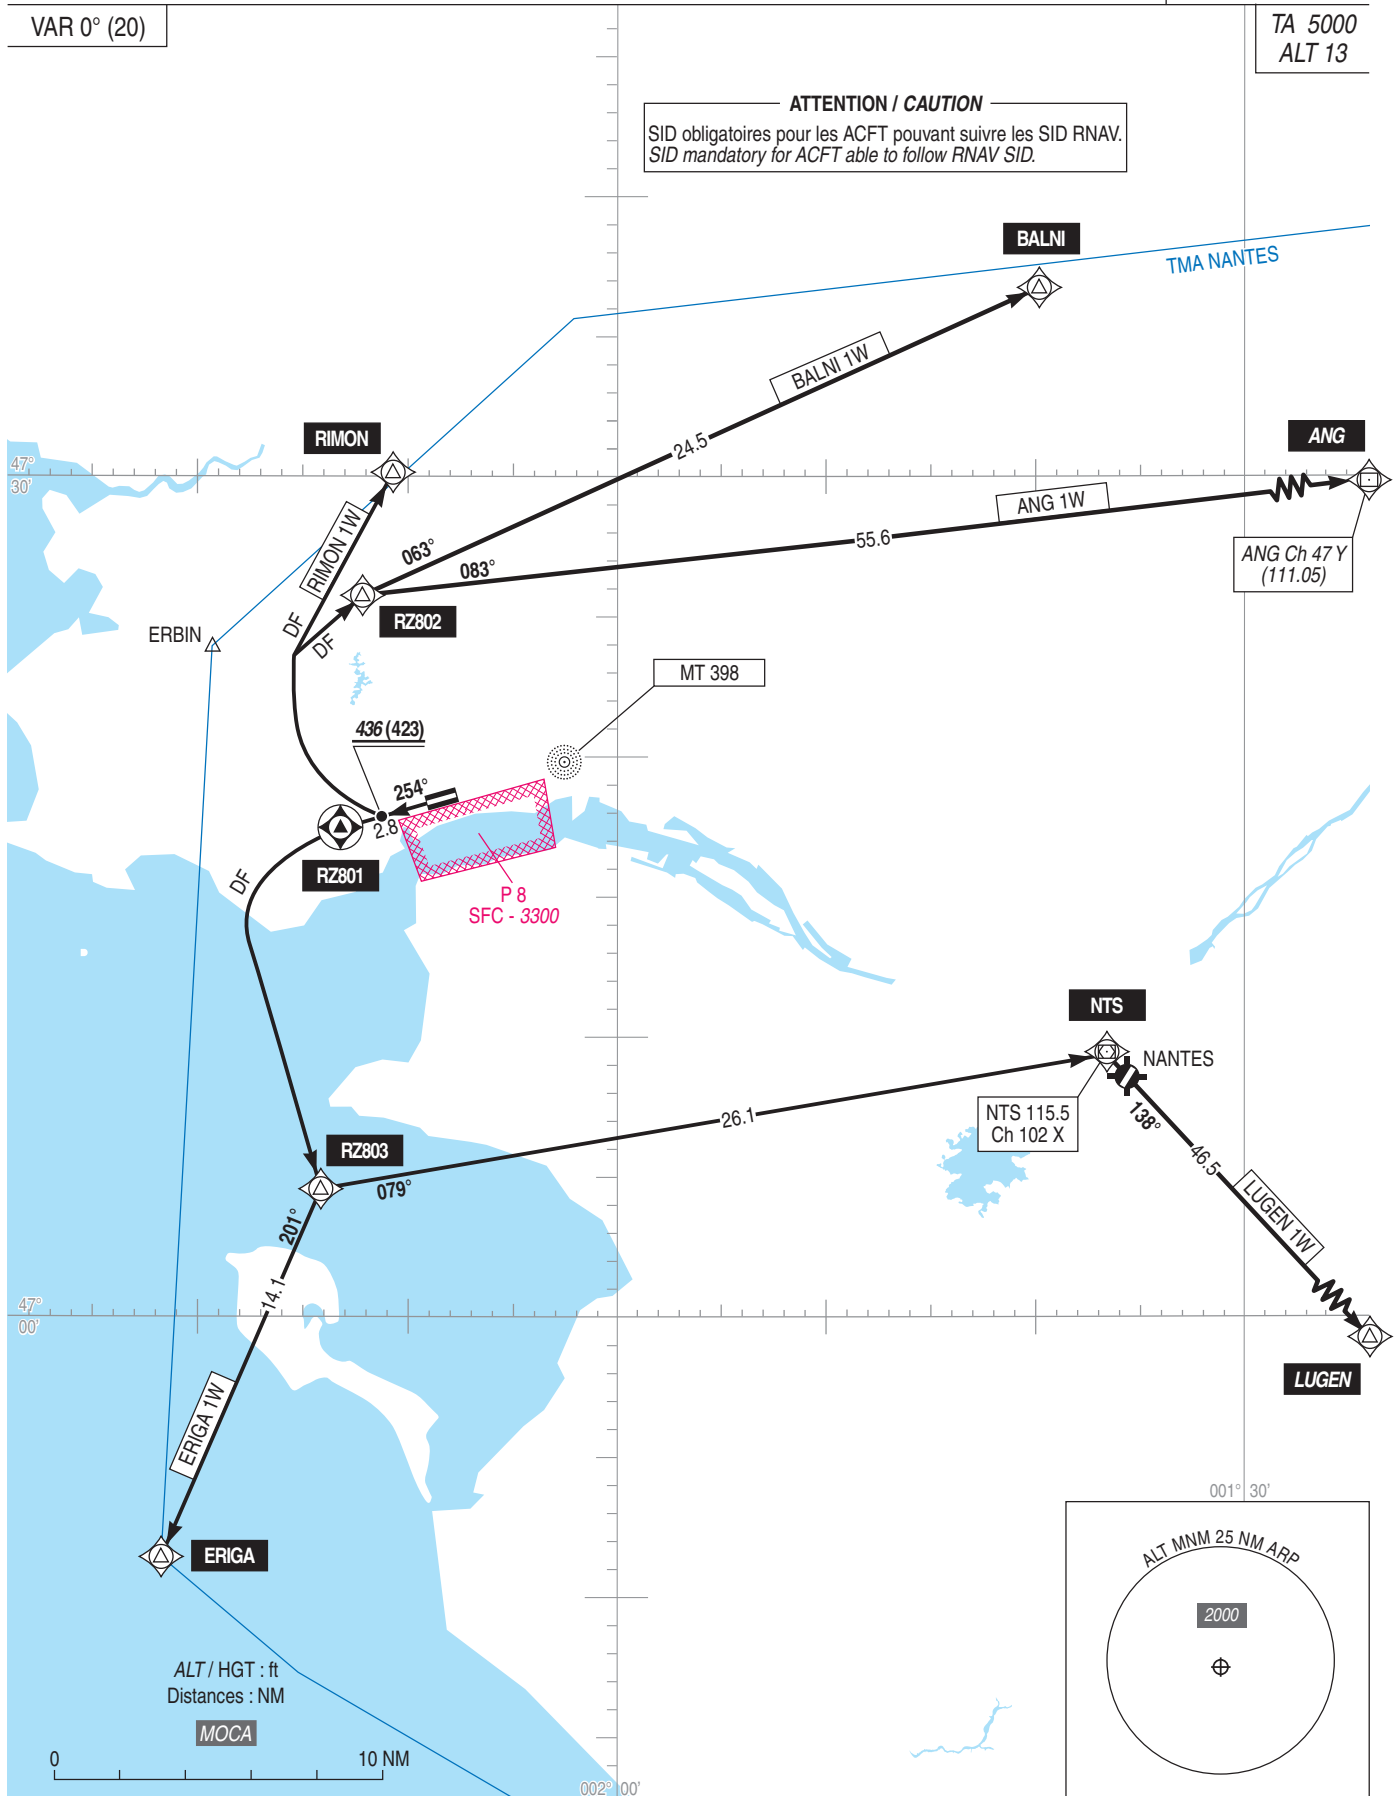 VAR 0° (20)
TA 5000
ALT 13
ATTENTION / CAUTION
SID obligatoires pour les ACFT pouvant suivre les SID RNAV.
SID mandatory for ACFT able to follow RNAV SID.
BALNI
TMA NANTES
BALNI 1W
RIMON
24.5
ANG
47°
30'
RIMON 1W
ANG 1W
063°
55.6
083°
ANG Ch 47 Y
(111.05)
DF
DF
RZ802
ERBIN
MT 398
436 (423)
254°
2.8
RZ801
DF
P 8
SFC - 3300
NTS
NANTES
NTS 115.5
Ch 102 X
138°
26.1
RZ803
079°
46.5
201°
LUGEN 1W
14.1
47°
00'
LUGEN
ERIGA 1W
001° 30'
ERIGA
ALT MNM 25 NM ARP
2000
ALT / HGT : ft
Distances : NM
MOCA
0
10 NM
002° 00'